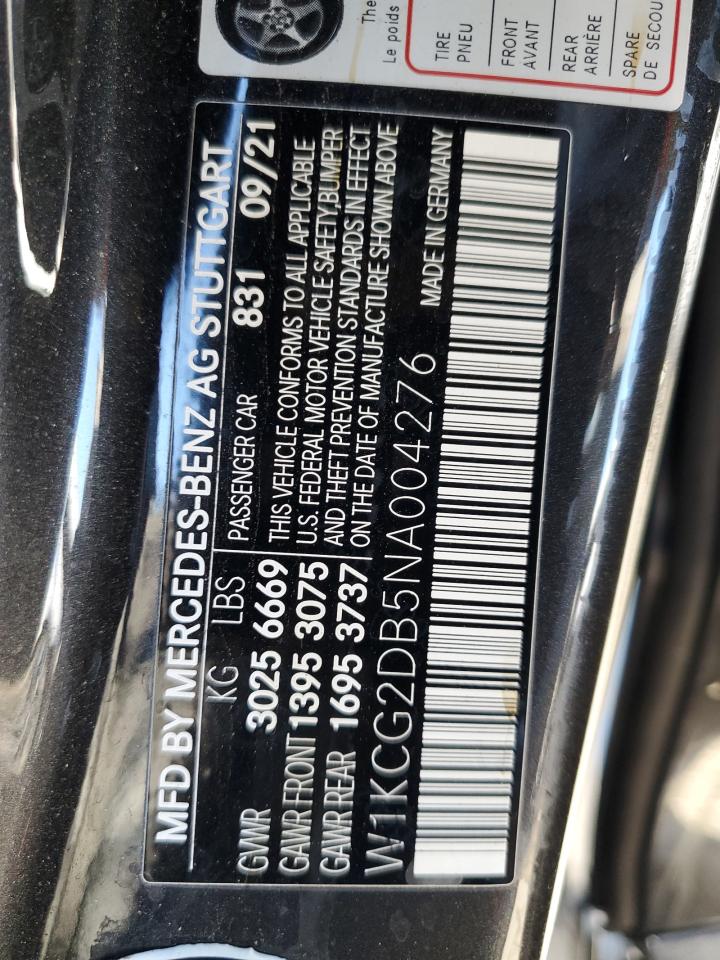 The
Le poids
TIRE
PNEU
FRONT
AVANT
REAR
ARRIÈRE
SPARE
DE SECOU
MFD BY MERCEDES-BENZ AG STUTTGART
KG LBS
GVWR 3025 6669
GAWR FRONT 1395 3075
GAWR REAR 1695 3737
PASSENGER CAR 831 09/21
THIS VEHICLE CONFORMS TO ALL APPLICABLE
U.S. FEDERAL MOTOR VEHICLE SAFETY, BUMPER
AND THEFT PREVENTION STANDARDS IN EFFECT
ON THE DATE OF MANUFACTURE SHOWN ABOVE
MADE IN GERMANY
W1KCG2DB5NA004276